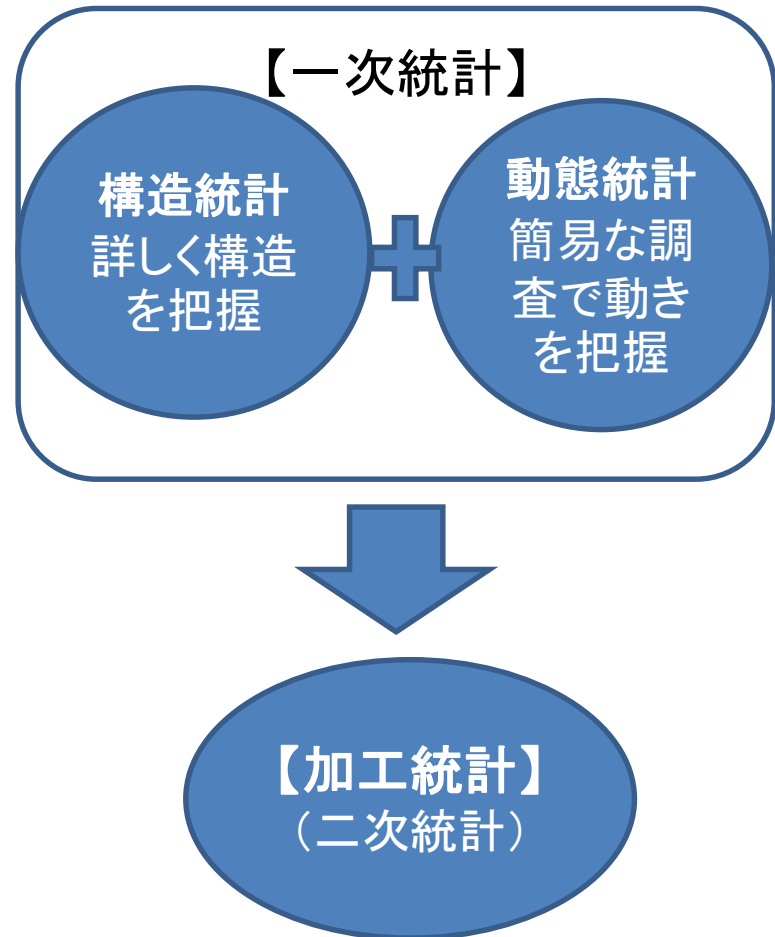 【一次統計】
構造統計
詳しく構造
を把握
動態統計
簡易な調
査で動き
を把握
【加工統計】
（二次統計）